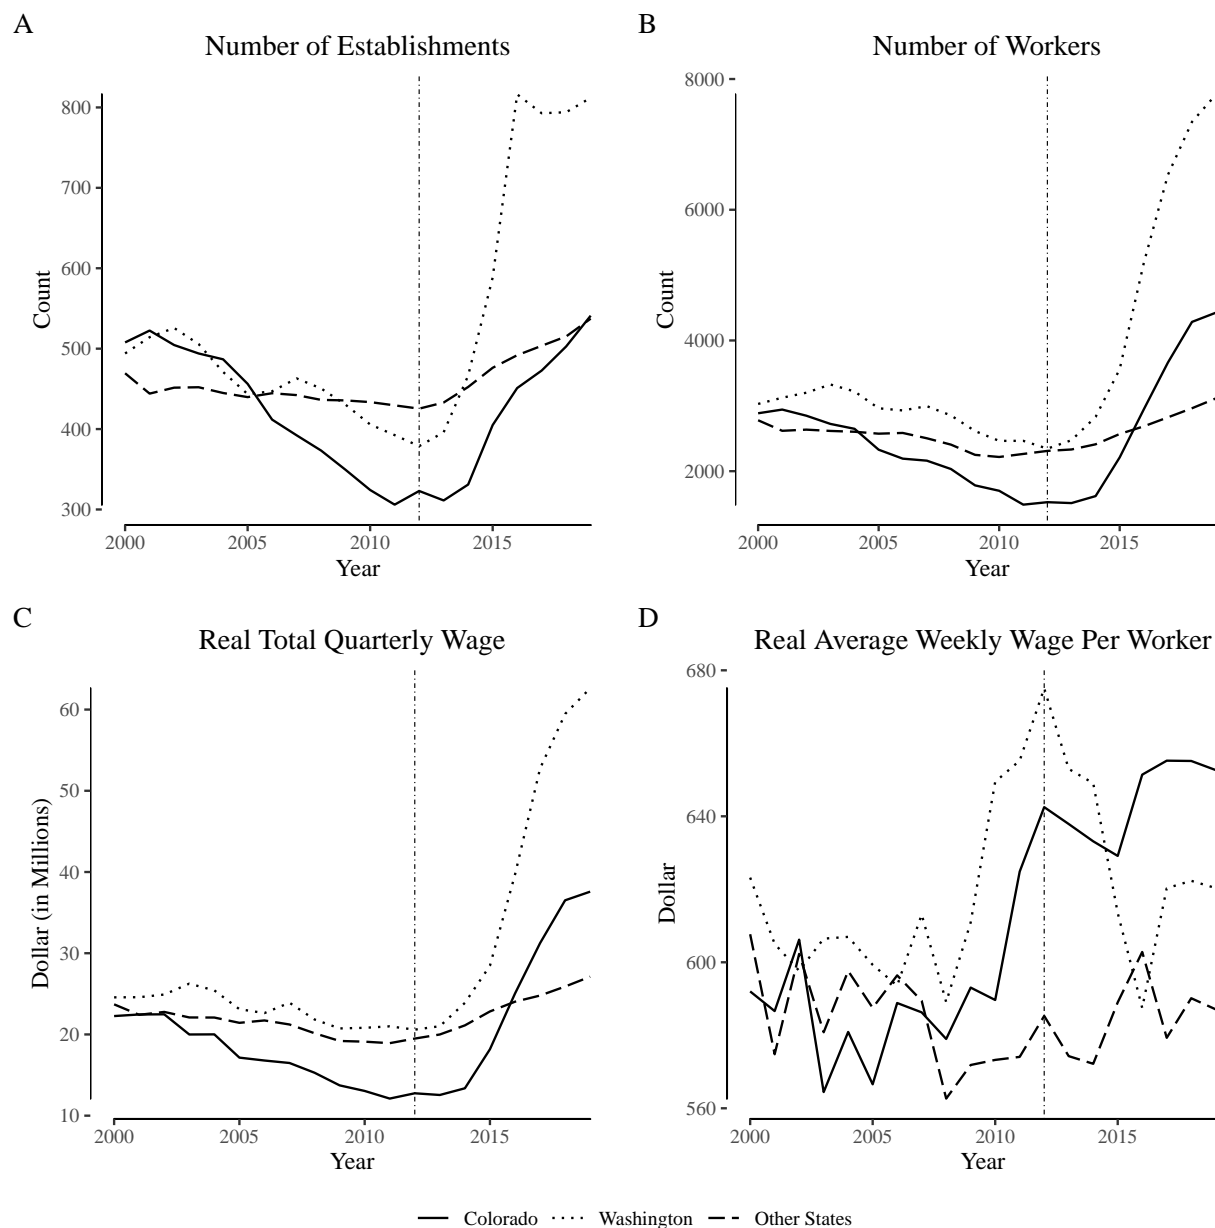 A
Number of Establishments
800
700
600
500
400
300
Count
2000 2005 2010 2015
Year
B
Number of Workers
8000
6000
4000
2000
Count
2000 2005 2010 2015
Year
C
Real Total Quarterly Wage
60
50
40
30
20
10
Dollar (in Millions)
2000 2005 2010 2015
Year
D
Real Average Weekly Wage Per Worker
680
640
600
560
Dollar
2000 2005 2010 2015
Year
Colorado Washington Other States